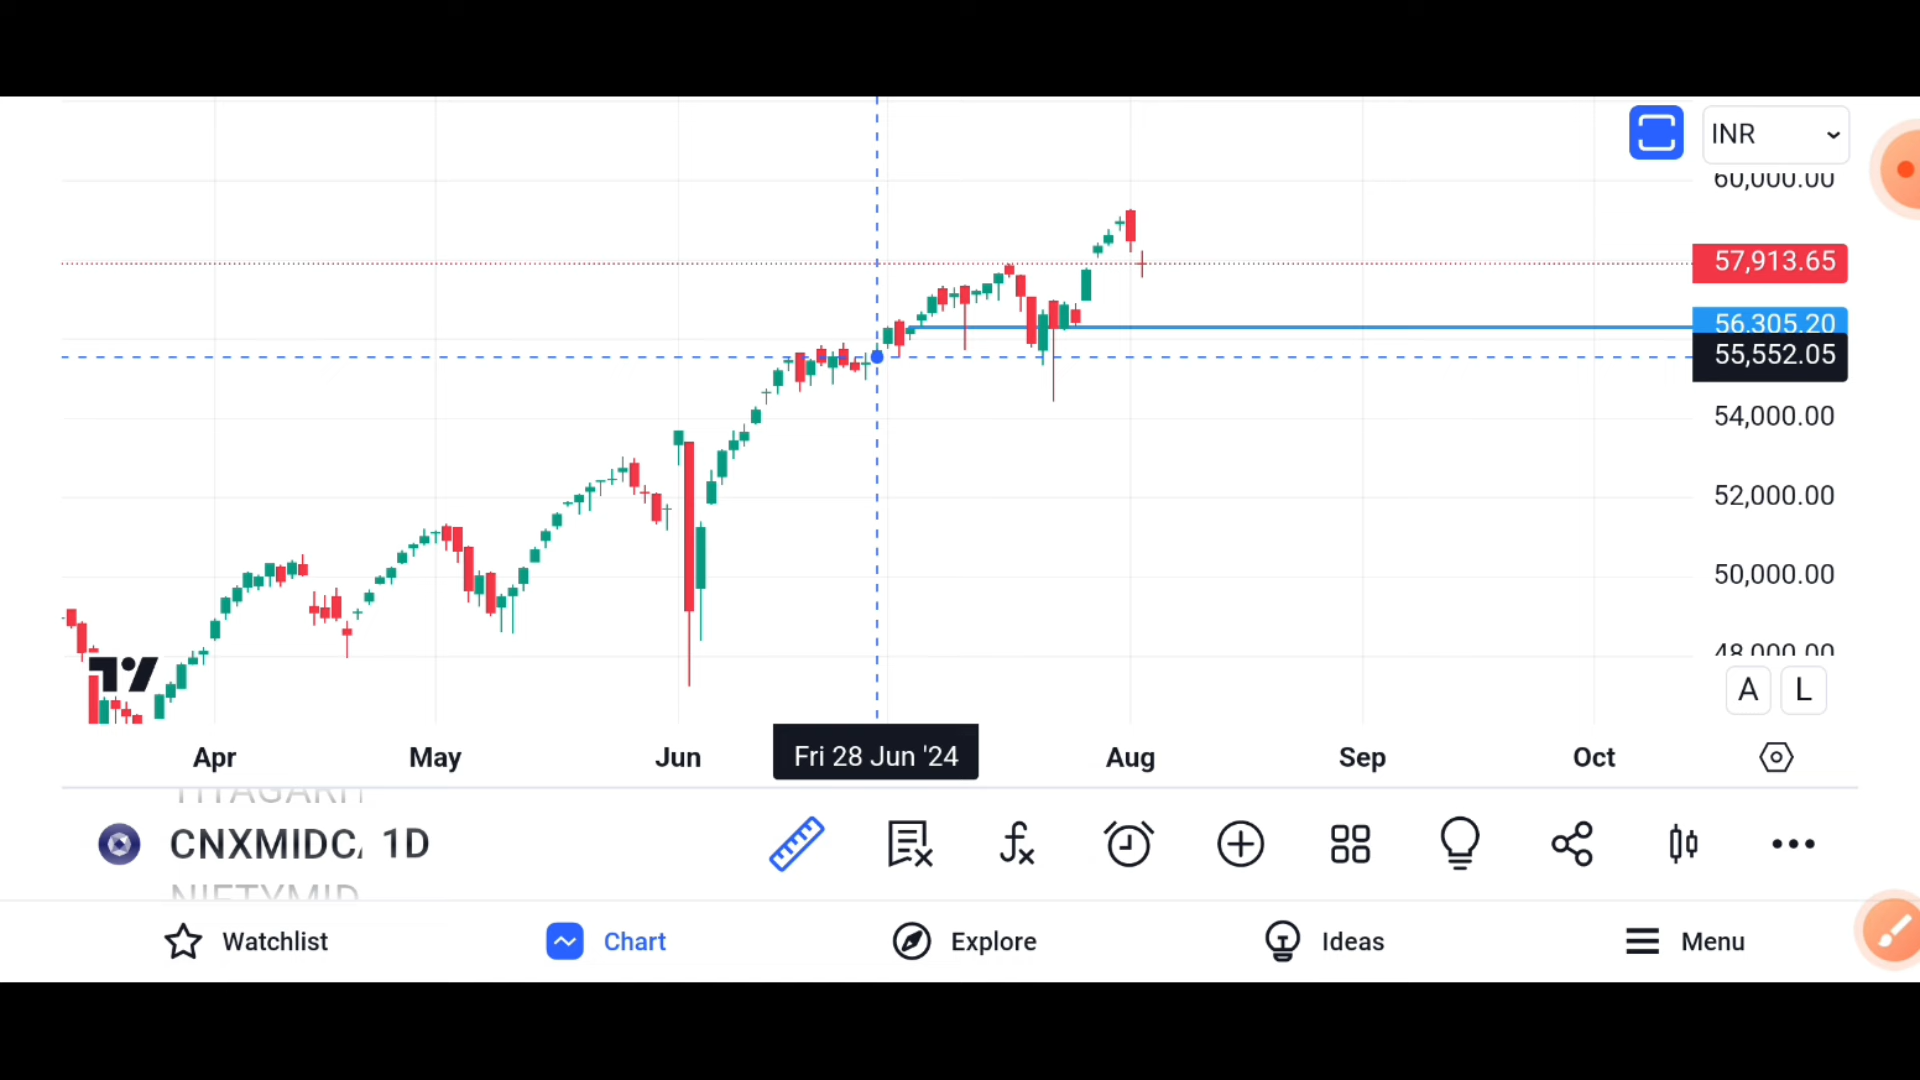 INR
60,000.00
57,913.65
56,305.20
55,552.05
54,000.00
52,000.00
50,000.00
48,000.00
A L
Apr May Jun Fri 28 Jun '24 Aug Sep Oct
CNXMIDC 1D
NIFTYMID
Watchlist Chart Explore Ideas Menu